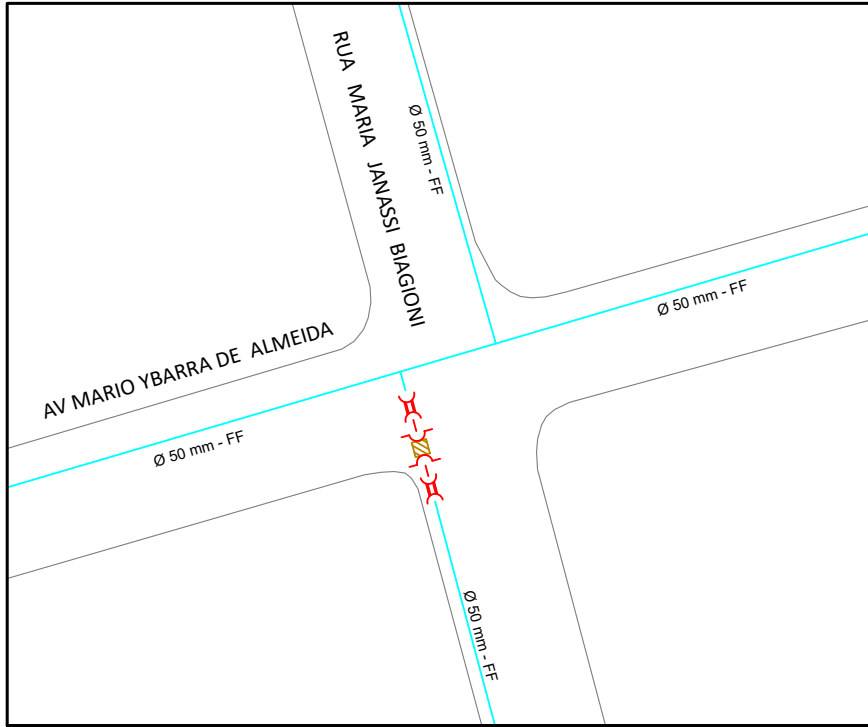 RUA MARIA JANASSI BIAGIONI
Ø 50 mm - FF
Ø 50 mm - FF
AV MARIO YBARRA DE ALMEIDA
Ø 50 mm - FF
Ø 50 mm - FF